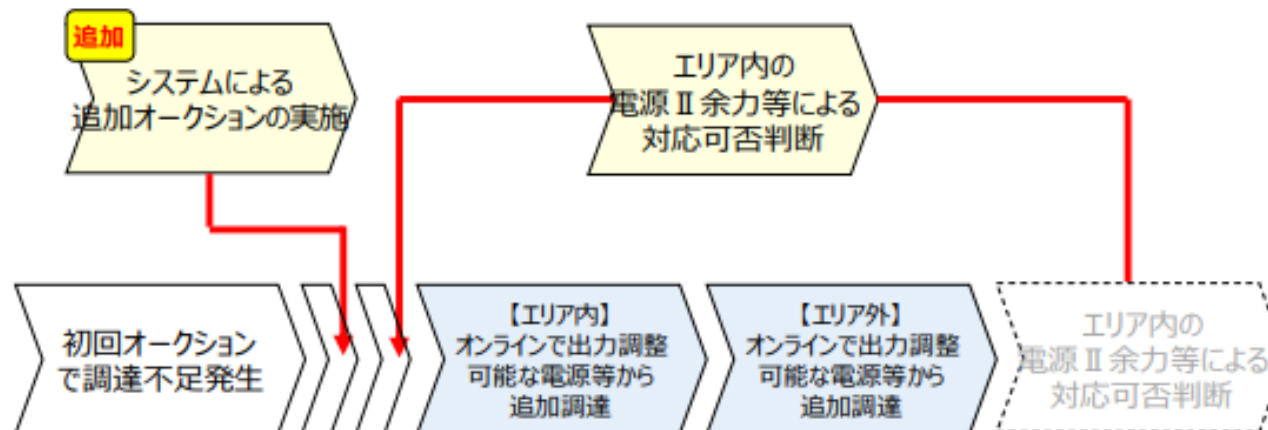 追加
システムによる
追加オークションの実施
エリア内の
電源Ⅱ余力等による
対応可否判断
初回オークション
で調達不足発生
【エリア内】
オンラインで出力調整
可能な電源等から
追加調達
【エリア外】
オンラインで出力調整
可能な電源等から
追加調達
エリア内の
電源Ⅱ余力等による
対応可否判断